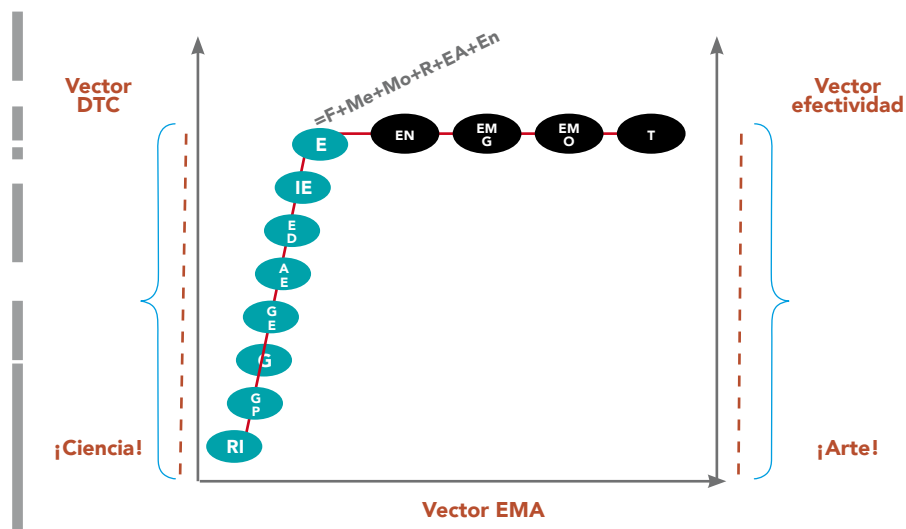 Vector
DTC
=F+Me+Mo+R+EA+En
Vector
efectividad
E
EN
EM
G
EM
O
T
IE
E
D
A
E
G
E
G
G
P
RI
¡Ciencia!
¡Arte!
Vector EMA